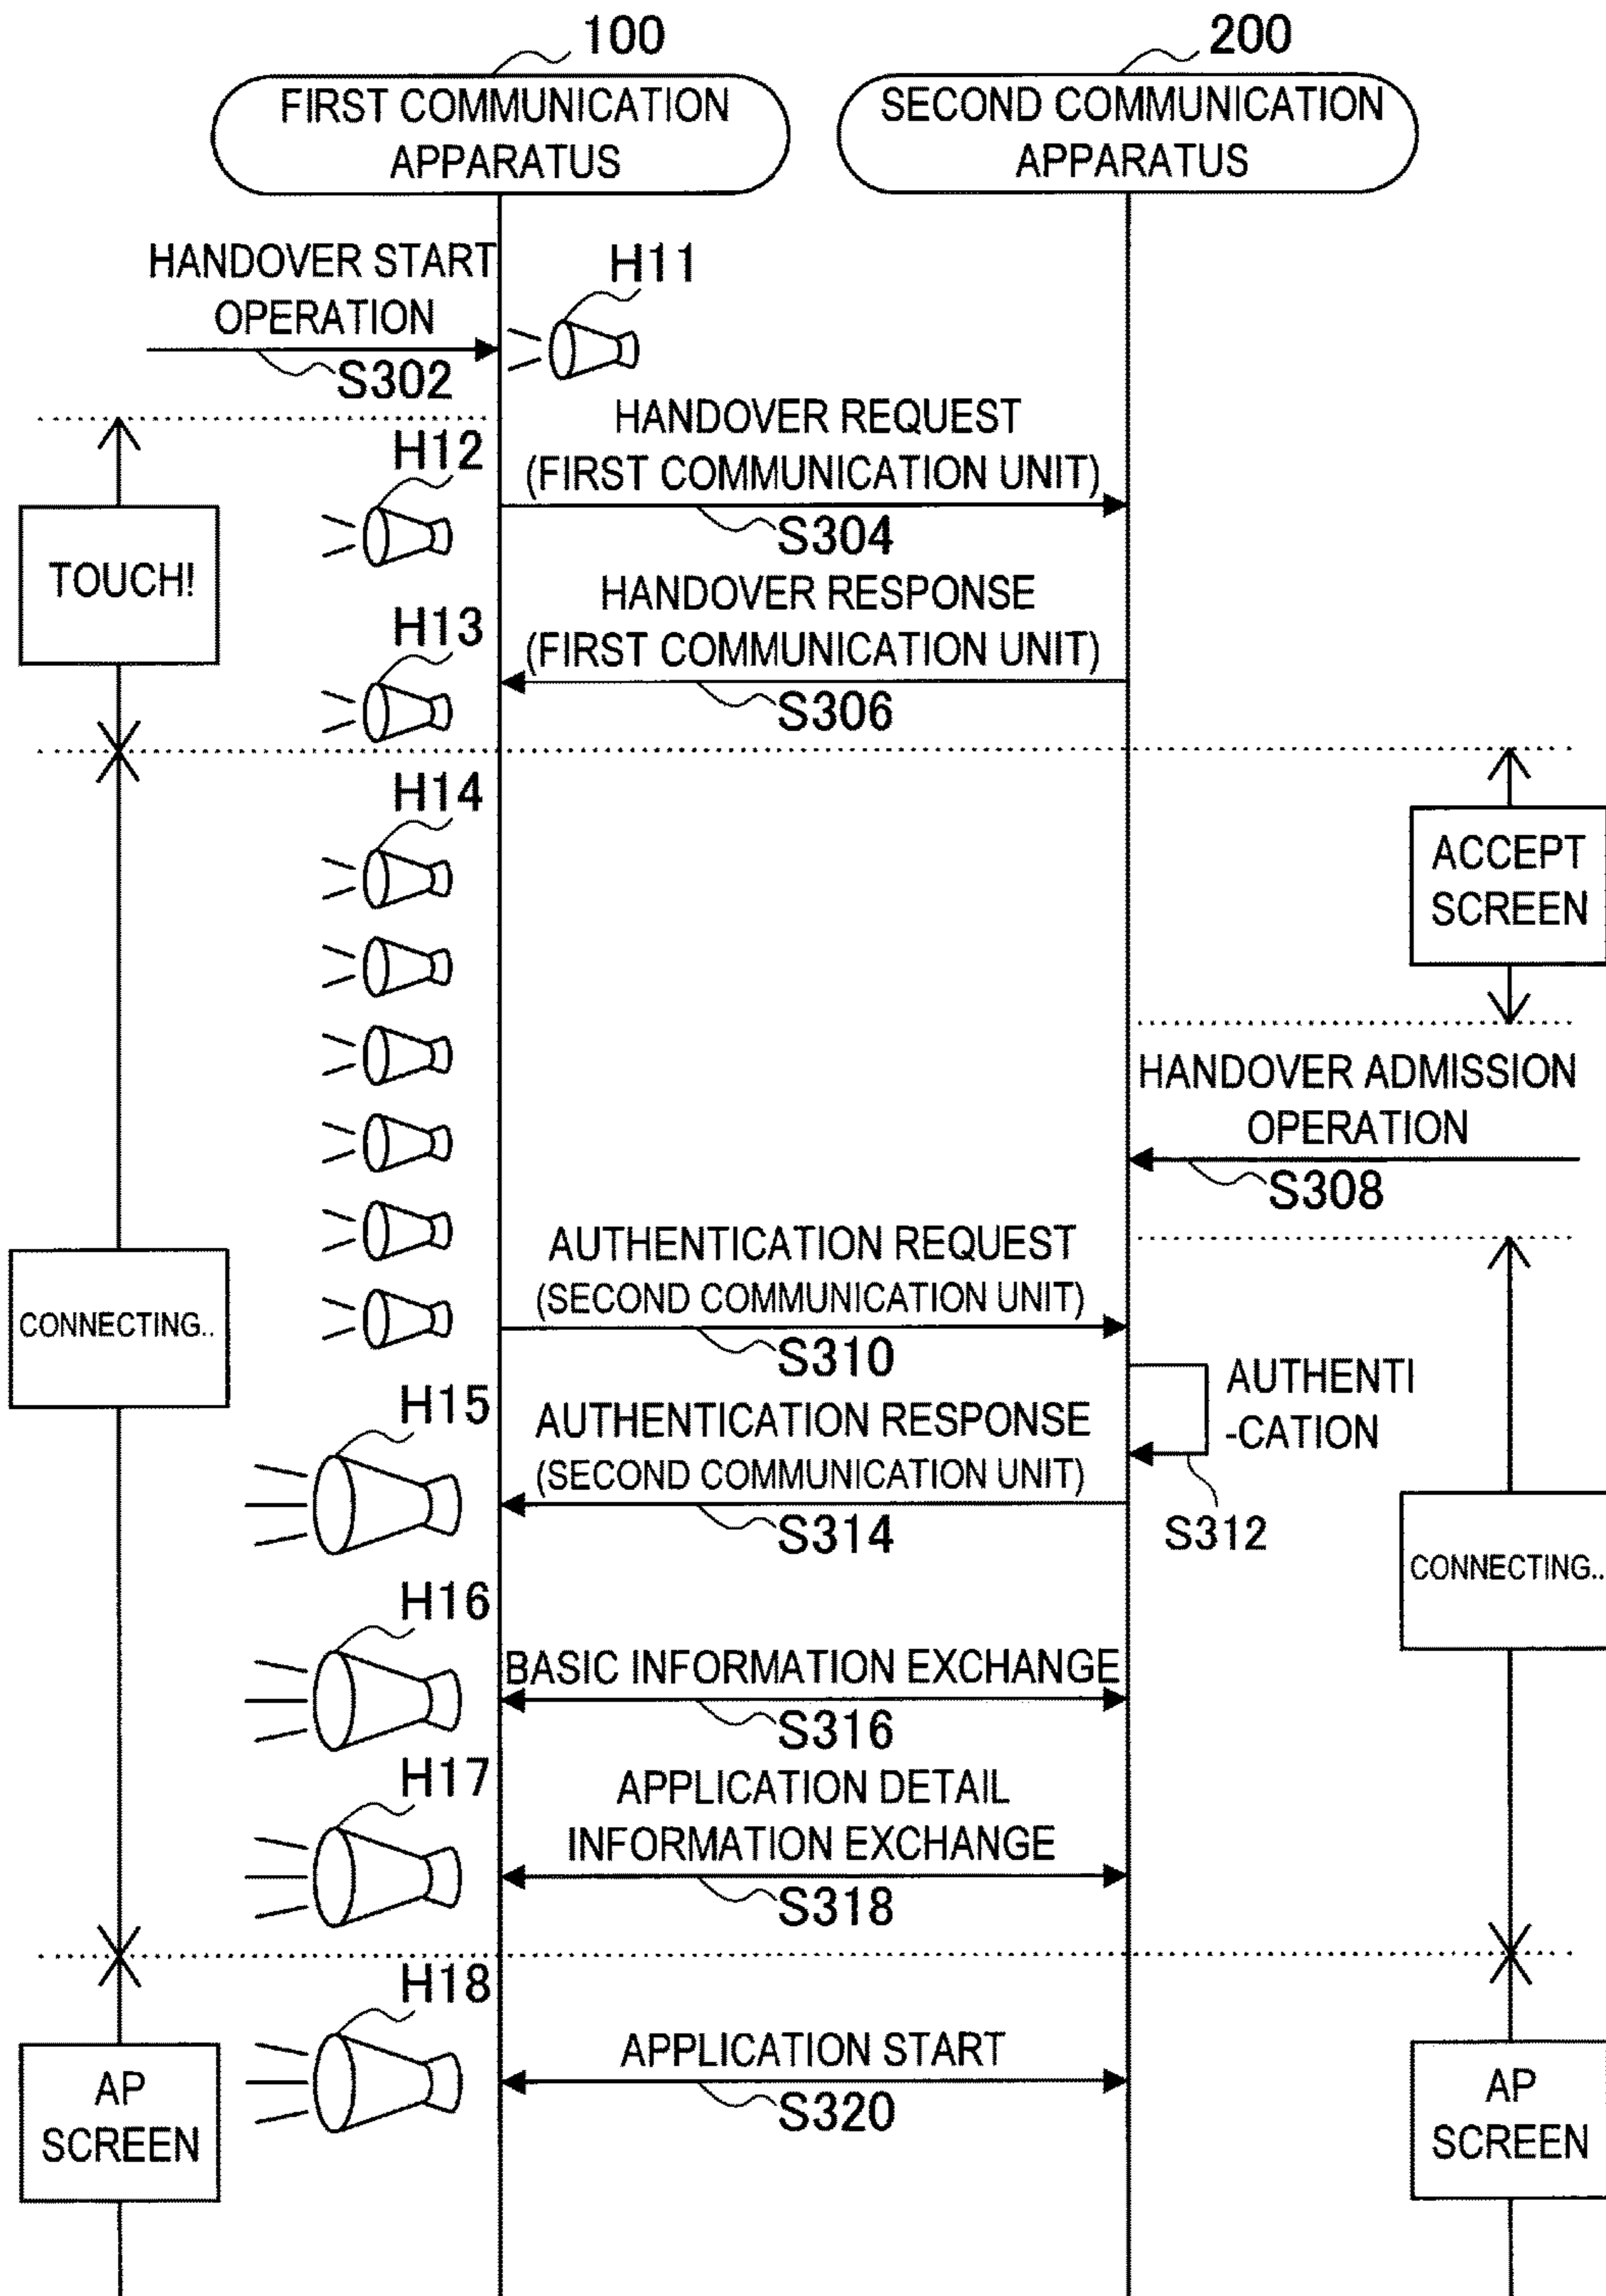 100
200
FIRST COMMUNICATION
APPARATUS
SECOND COMMUNICATION
APPARATUS
HANDOVER START
OPERATION
S302
H11
HANDOVER REQUEST
(FIRST COMMUNICATION UNIT)
S304
H12
TOUCH!
HANDOVER RESPONSE
(FIRST COMMUNICATION UNIT)
S306
H13
H14
ACCEPT
SCREEN
HANDOVER ADMISSION
OPERATION
S308
AUTHENTICATION REQUEST
(SECOND COMMUNICATION UNIT)
S310
CONNECTING..
AUTHENTI
-CATION
S312
H15
AUTHENTICATION RESPONSE
(SECOND COMMUNICATION UNIT)
S314
CONNECTING..
H16
BASIC INFORMATION EXCHANGE
S316
H17
APPLICATION DETAIL
INFORMATION EXCHANGE
S318
H18
APPLICATION START
S320
AP
SCREEN
AP
SCREEN